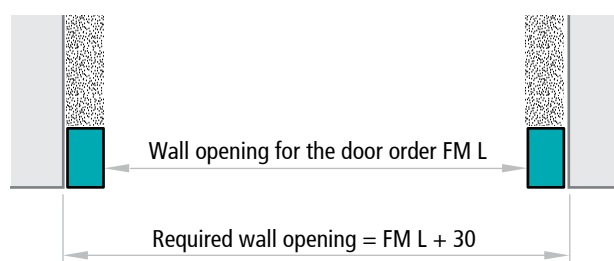 Wall opening for the door order FM L
Required wall opening = FM L + 30